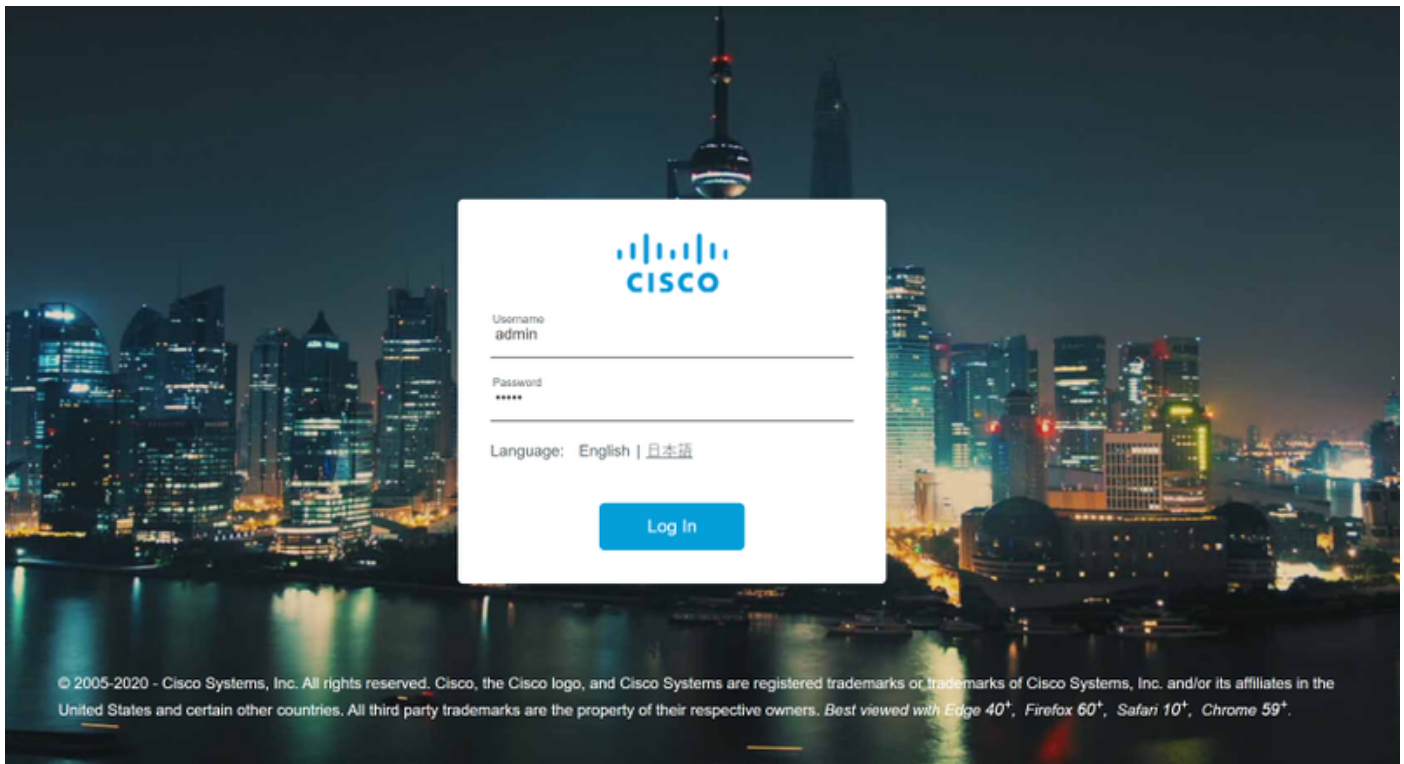 CISCO
Username
admin
Password
•••••
Language: English | 日本語
Log In
© 2005-2020 - Cisco Systems, Inc. All rights reserved. Cisco, the Cisco logo, and Cisco Systems are registered trademarks or trademarks of Cisco Systems, Inc. and/or its affiliates in the
United States and certain other countries. All third party trademarks are the property of their respective owners. Best viewed with Edge 40⁺, Firefox 60⁺, Safari 10⁺, Chrome 59⁺.